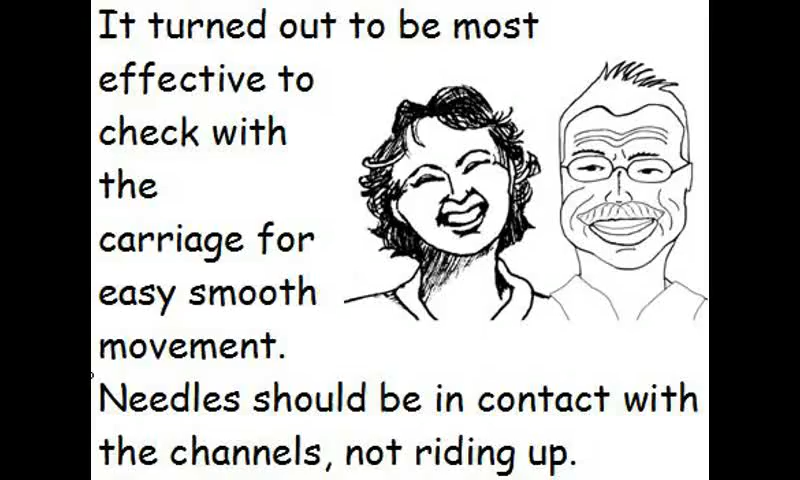 It turned out to be most
effective to
check with
the
carriage for
easy smooth
movement.
Needles should be in contact with
the channels, not riding up.